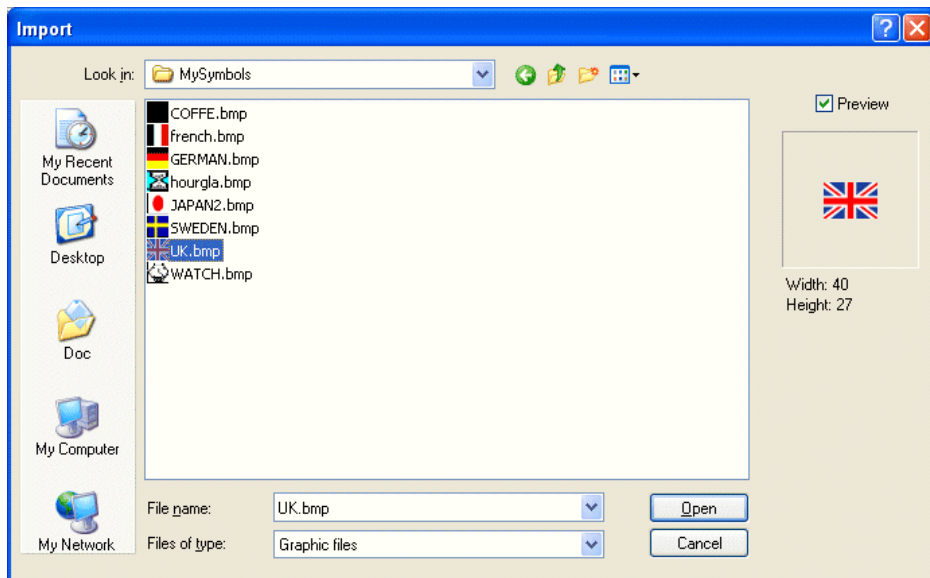 Import
Look in:
MySymbols
Preview
My Recent
Documents
Desktop
Doc
My Computer
My Network
COFFE.bmp
french.bmp
GERMAN.bmp
hourgla.bmp
JAPAN2.bmp
SWEDEN.bmp
UK.bmp
WATCH.bmp
Width: 40
Height: 27
File name:
UK.bmp
Open
Files of type:
Graphic files
Cancel